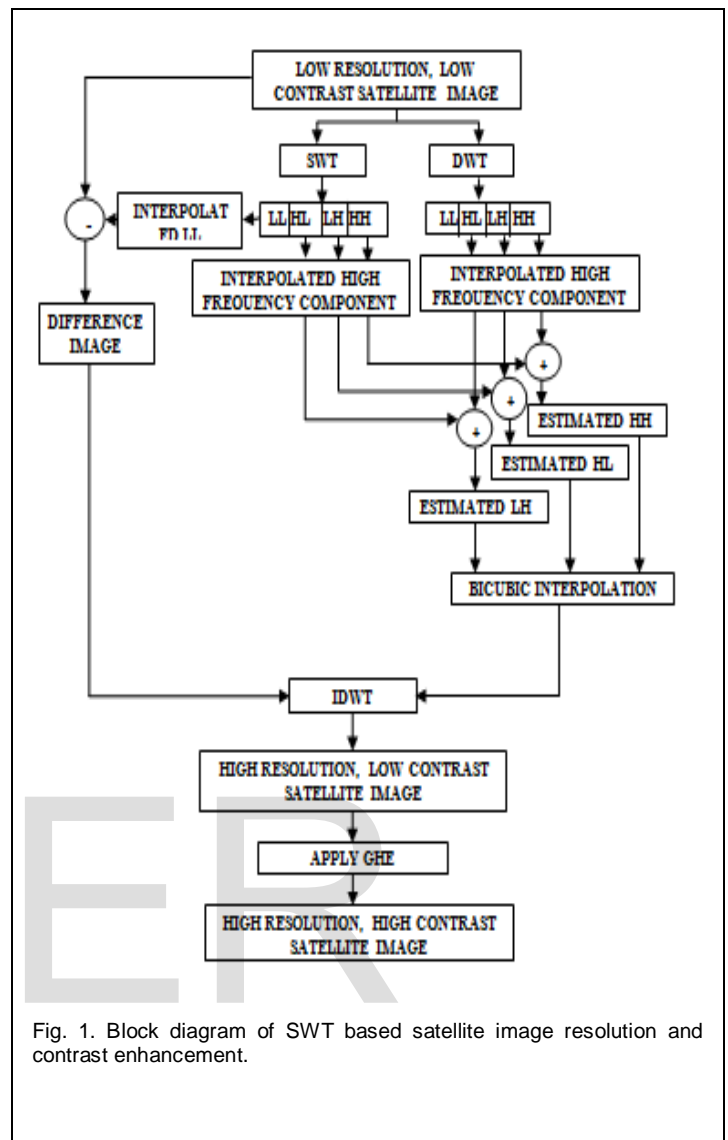 LOW RESOLUTION, LOW
CONTRAST SATELLITE IMAGE
SWT
DWT
INTERPOLAT
ED LL
LL HL LH HH
LL HL LH HH
-
INTERPOLATED HIGH
FREQUENCY COMPONENT
INTERPOLATED HIGH
FREQUENCY COMPONENT
DIFFERENCE
IMAGE
+
+
+
ESTIMATED HH
ESTIMATED HL
ESTIMATED LH
BICUBIC INTERPOLATION
IDWT
HIGH RESOLUTION, LOW CONTRAST
SATELLITE IMAGE
APPLY GHE
HIGH RESOLUTION, HIGH CONTRAST
SATELLITE IMAGE
ER
Fig. 1. Block diagram of SWT based satellite image resolution and
contrast enhancement.